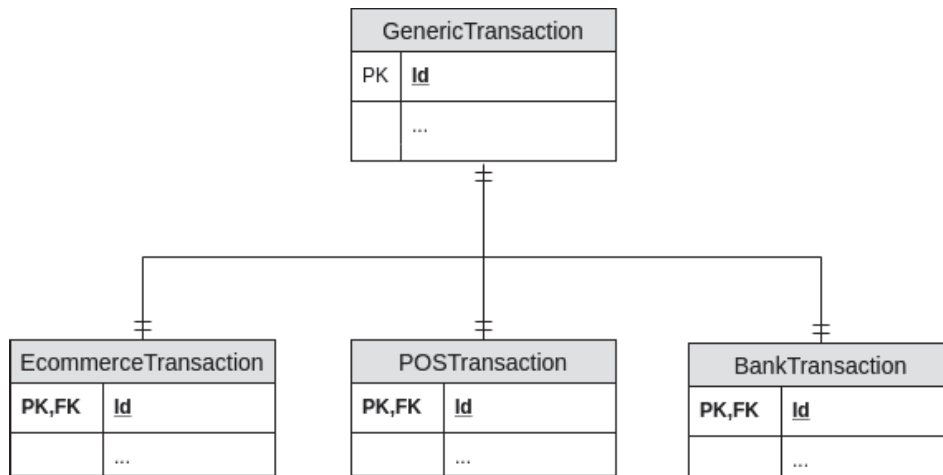 GenericTransaction
PK Id
...
EcommerceTransaction
PK,FK Id
...
POSTransaction
PK,FK Id
...
BankTransaction
PK,FK Id
...